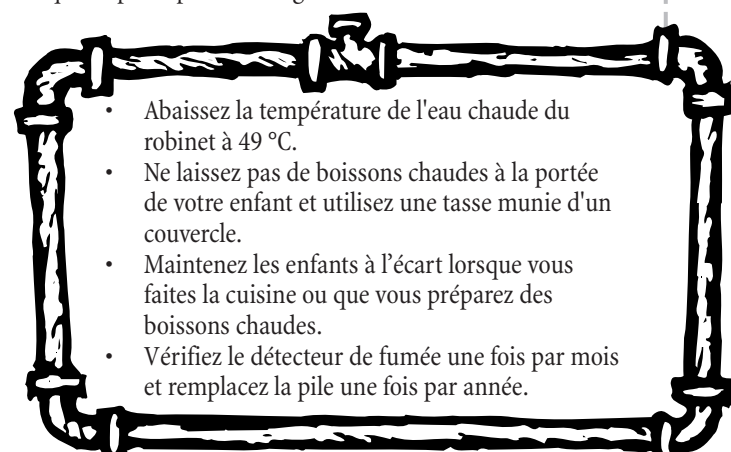 • Abaissez la température de l'eau chaude du
robinet à 49 °C.
• Ne laissez pas de boissons chaudes à la portée
de votre enfant et utilisez une tasse munie d'un
couvercle.
• Maintenez les enfants à l’écart lorsque vous
faites la cuisine ou que vous préparez des
boissons chaudes.
• Vérifiez le détecteur de fumée une fois par mois
et remplacez la pile une fois par année.